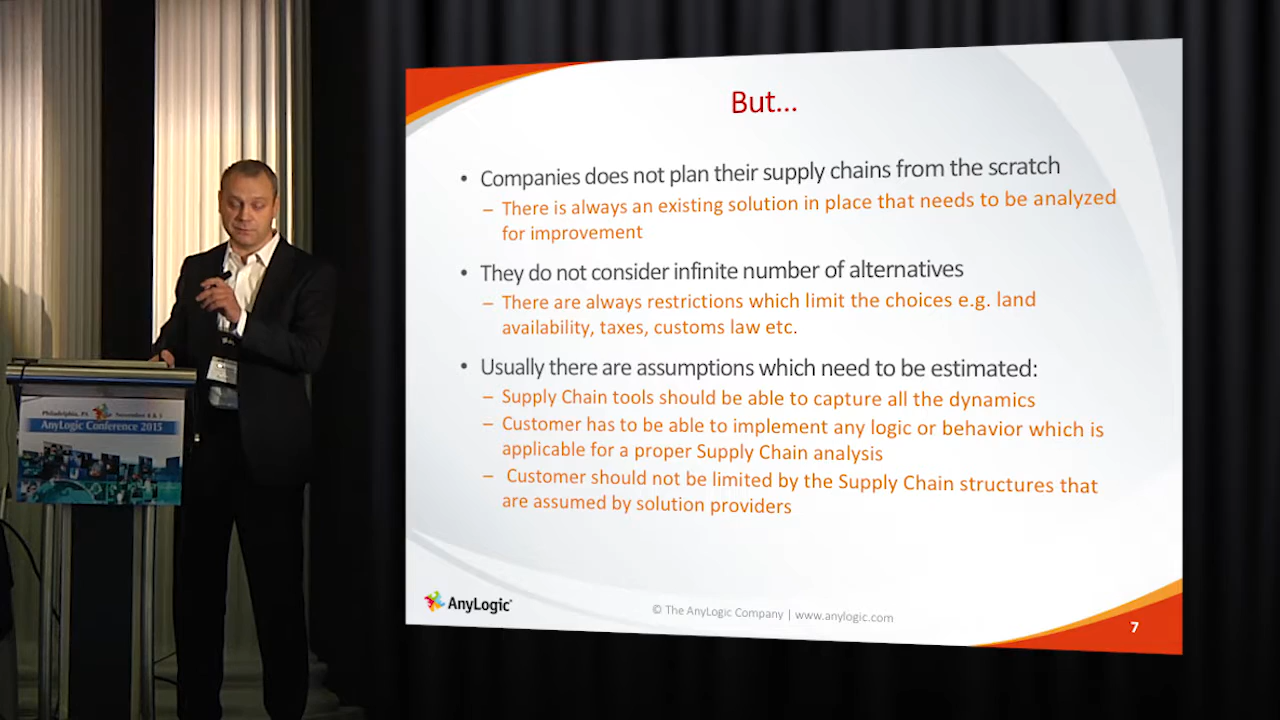 But...
• Companies does not plan their supply chains from the scratch
– There is always an existing solution in place that needs to be analyzed
for improvement
• They do not consider infinite number of alternatives
– There are always restrictions which limit the choices e.g. land
availability, taxes, customs law etc.
• Usually there are assumptions which need to be estimated:
– Supply Chain tools should be able to capture all the dynamics
– Customer has to be able to implement any logic or behavior which is
applicable for a proper Supply Chain analysis
– Customer should not be limited by the Supply Chain structures that
are assumed by solution providers
AnyLogic
© The AnyLogic Company | www.anylogic.com
7
Philadelphia, PA November 4 & 5
AnyLogic Conference 2015